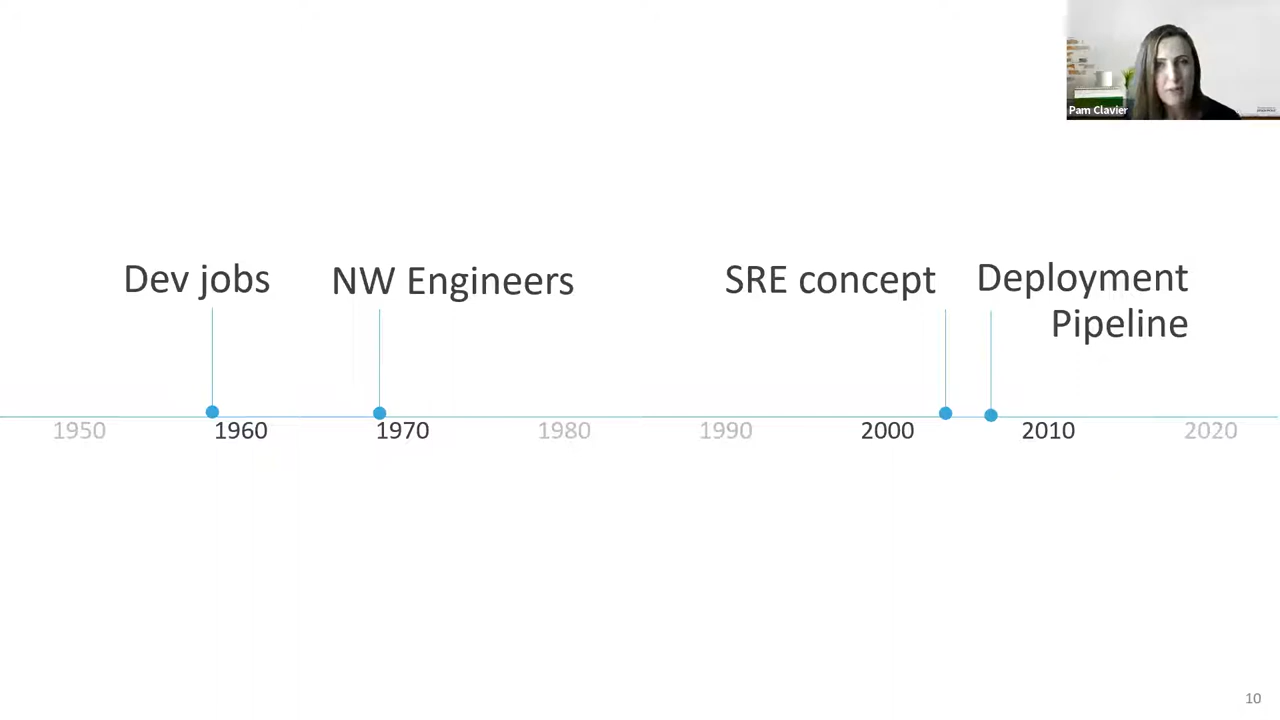 Pam Clavier
Dev jobs
NW Engineers
SRE concept
Deployment
Pipeline
1950
1960
1970
1980
1990
2000
2010
2020
10